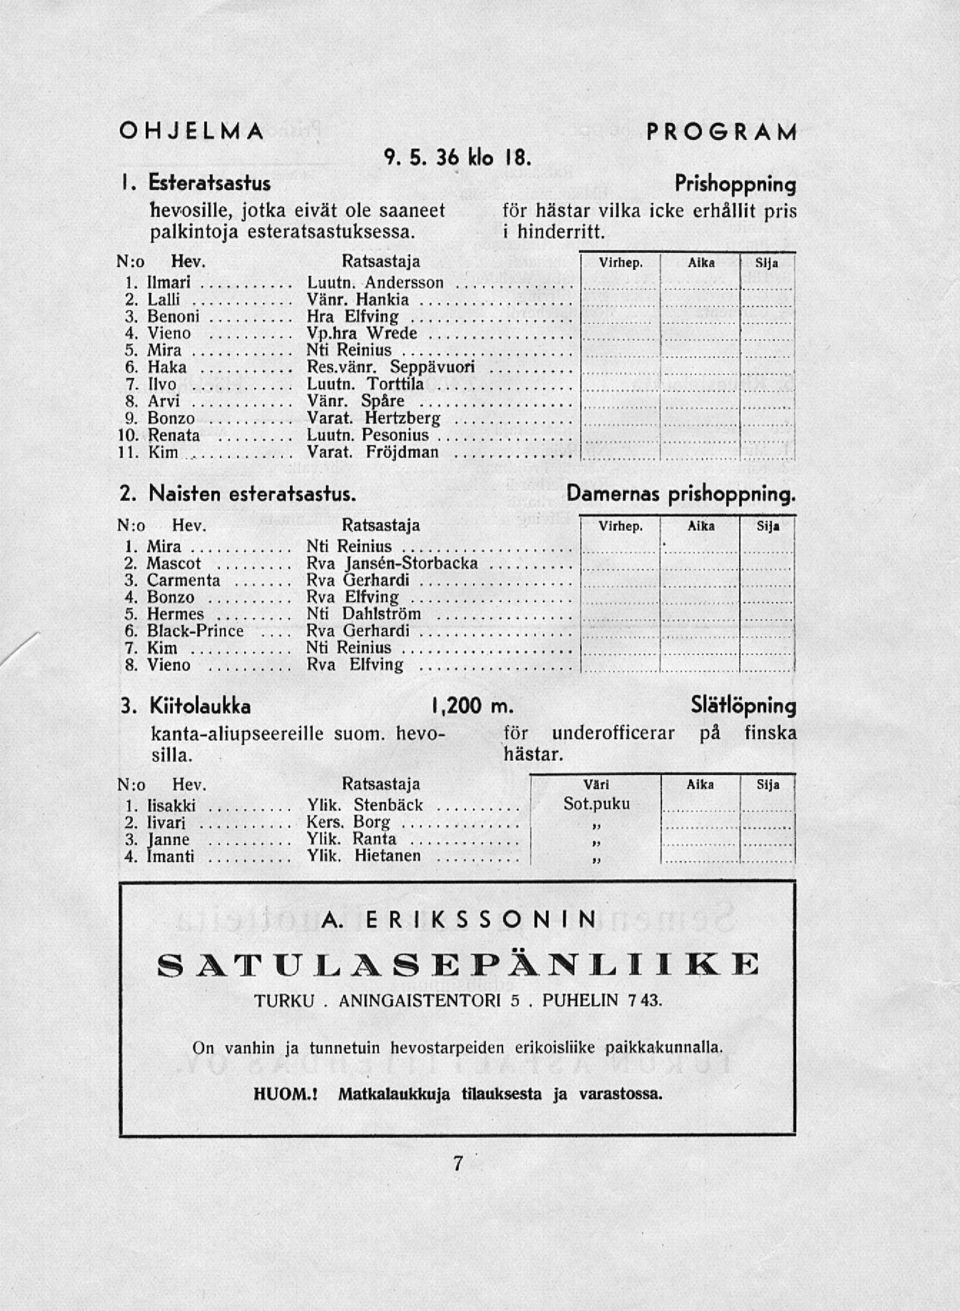 OHJELMA PROGRAM
9. 5. 36 klo 18.
1. Esteratsastus Prishoppning
hevosille, jotka eivät ole saaneet för hästar vilka icke erhållit pris
palkintoja esteratsastuksessa. i hinderritt.
N:o Hev. Ratsastaja Virhep. Aika Sija
1. Ilmari ........... Luutn. Andersson ..............
2. Lalli ............ Vänr. Hankia ..................
3. Benoni .......... Hra Elfving ...................
4. Vieno .......... Vp.hra Wrede .................
5. Mira ............ Nti Reinius ....................
6. Haka ........... Res.vänr. Seppävuori ..........
7. Ilvo ............ Luutn. Torttila ................
8. Arvi ............ Vänr. Spåre ..................
9. Bonzo .......... Varat. Hertzberg ..............
10. Renata ......... Luutn. Pesonius ................
11. Kim ............ Varat. Fröjdman ..............
2. Naisten esteratsastus. Damernas prishoppning.
N:o Hev. Ratsastaja Virhep. Aika Sija
1. Mira ............ Nti Reinius ....................
2. Mascot ......... Rva Jansén-Storbacka ..........
3. Carmenta ....... Rva Gerhardi ..................
4. Bonzo .......... Rva Elfving ...................
5. Hermes ......... Nti Dahlström ................
6. Black-Prince .... Rva Gerhardi ..................
7. Kim ............ Nti Reinius ....................
8. Vieno .......... Rva Elfving ..................
3. Kiitolaukka 1,200 m. Slätlöpning
kanta-aliupseereille suom. hevo- för underofficerar på finska
silla. hästar.
N:o Hev. Ratsastaja Väri Aika Sija
1. Iisakki .......... Ylik. Stenbäck .......... Sot.puku
2. Iivari ........... Kers. Borg .............. „
3. Janne .......... Ylik. Ranta ............. „
4. Imanti .......... Ylik. Hietanen .......... „
A. ERIKSSONIN
SATULASEPÄNLIIKE
TURKU . ANINGAISTENTORI 5 . PUHELIN 7 43.
On vanhin ja tunnetuin hevostarpeiden erikoisliike paikkakunnalla.
HUOM.! Matkalaukkuja tilauksesta ja varastossa.
7